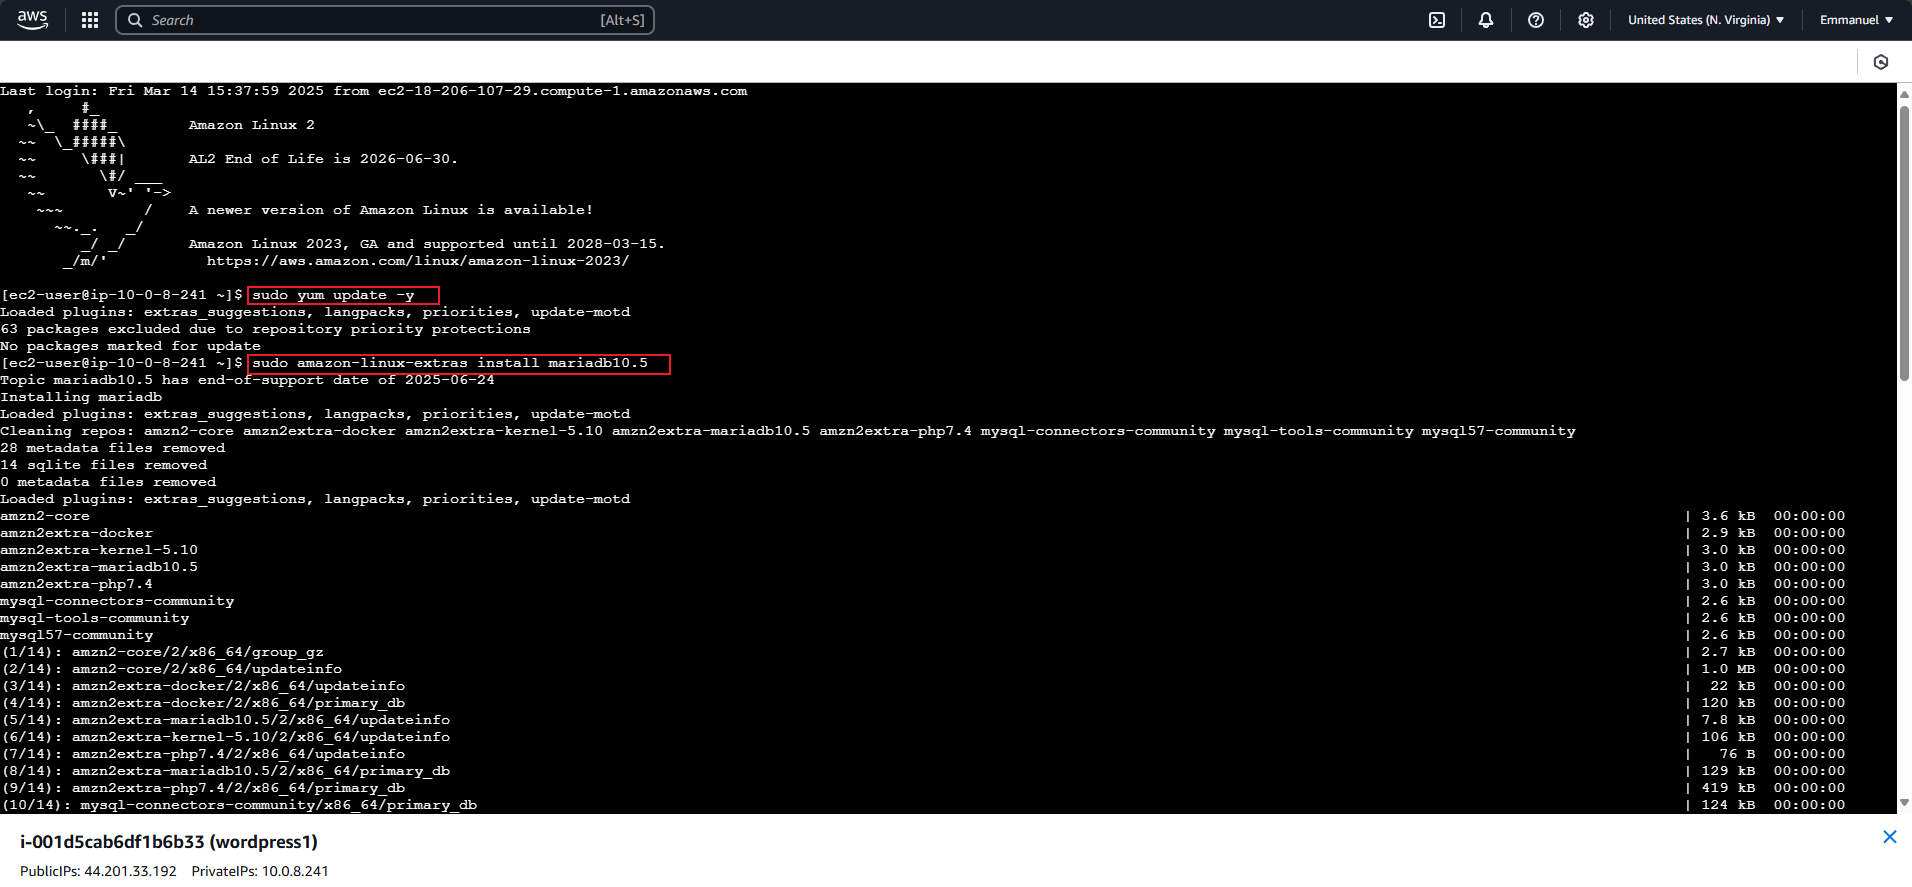 aws
Search [Alt+S]
United States (N. Virginia)
Emmanuel
Last login: Fri Mar 14 15:37:59 2025 from ec2-18-206-107-29.compute-1.amazonaws.com
   ,     #_
   ~\_  ####_        Amazon Linux 2
  ~~  \_#####\
  ~~     \###|       AL2 End of Life is 2026-06-30.
  ~~       \#/ ___
   ~~       V~' '->
    ~~~         /    A newer version of Amazon Linux is available!
      ~~._.   _/
         _/ _/       Amazon Linux 2023, GA and supported until 2028-03-15.
       _/m/'           https://aws.amazon.com/linux/amazon-linux-2023/
[ec2-user@ip-10-0-8-241 ~]$ sudo yum update -y
Loaded plugins: extras_suggestions, langpacks, priorities, update-motd
63 packages excluded due to repository priority protections
No packages marked for update
[ec2-user@ip-10-0-8-241 ~]$ sudo amazon-linux-extras install mariadb10.5
Topic mariadb10.5 has end-of-support date of 2025-06-24
Installing mariadb
Loaded plugins: extras_suggestions, langpacks, priorities, update-motd
Cleaning repos: amzn2-core amzn2extra-docker amzn2extra-kernel-5.10 amzn2extra-mariadb10.5 amzn2extra-php7.4 mysql-connectors-community mysql-tools-community mysql57-community
28 metadata files removed
14 sqlite files removed
0 metadata files removed
Loaded plugins: extras_suggestions, langpacks, priorities, update-motd
amzn2-core | 3.6 kB 00:00:00
amzn2extra-docker | 2.9 kB 00:00:00
amzn2extra-kernel-5.10 | 3.0 kB 00:00:00
amzn2extra-mariadb10.5 | 3.0 kB 00:00:00
amzn2extra-php7.4 | 3.0 kB 00:00:00
mysql-connectors-community | 2.6 kB 00:00:00
mysql-tools-community | 2.6 kB 00:00:00
mysql57-community | 2.6 kB 00:00:00
(1/14): amzn2-core/2/x86_64/group_gz | 2.7 kB 00:00:00
(2/14): amzn2-core/2/x86_64/updateinfo | 1.0 MB 00:00:00
(3/14): amzn2extra-docker/2/x86_64/updateinfo | 22 kB 00:00:00
(4/14): amzn2extra-docker/2/x86_64/primary_db | 120 kB 00:00:00
(5/14): amzn2extra-mariadb10.5/2/x86_64/updateinfo | 7.8 kB 00:00:00
(6/14): amzn2extra-kernel-5.10/2/x86_64/updateinfo | 106 kB 00:00:00
(7/14): amzn2extra-php7.4/2/x86_64/updateinfo | 76 B 00:00:00
(8/14): amzn2extra-mariadb10.5/2/x86_64/primary_db | 129 kB 00:00:00
(9/14): amzn2extra-php7.4/2/x86_64/primary_db | 419 kB 00:00:00
(10/14): mysql-connectors-community/x86_64/primary_db | 124 kB 00:00:00
i-001d5cab6df1b6b33 (wordpress1)
PublicIPs: 44.201.33.192 PrivateIPs: 10.0.8.241